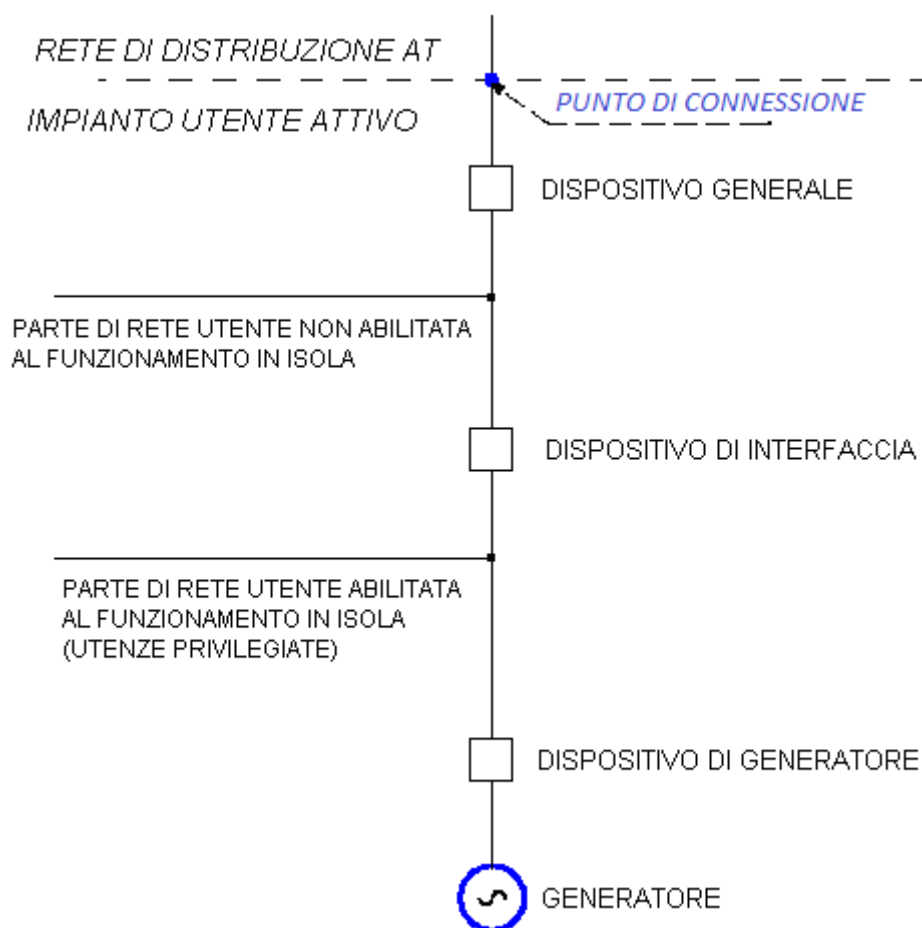 RETE DI DISTRIBUZIONE AT
PUNTO DI CONNESSIONE
IMPIANTO UTENTE ATTIVO
DISPOSITIVO GENERALE
PARTE DI RETE UTENTE NON ABILITATA
AL FUNZIONAMENTO IN ISOLA
DISPOSITIVO DI INTERFACCIA
PARTE DI RETE UTENTE ABILITATA
AL FUNZIONAMENTO IN ISOLA
(UTENZE PRIVILEGIATE)
DISPOSITIVO DI GENERATORE
GENERATORE